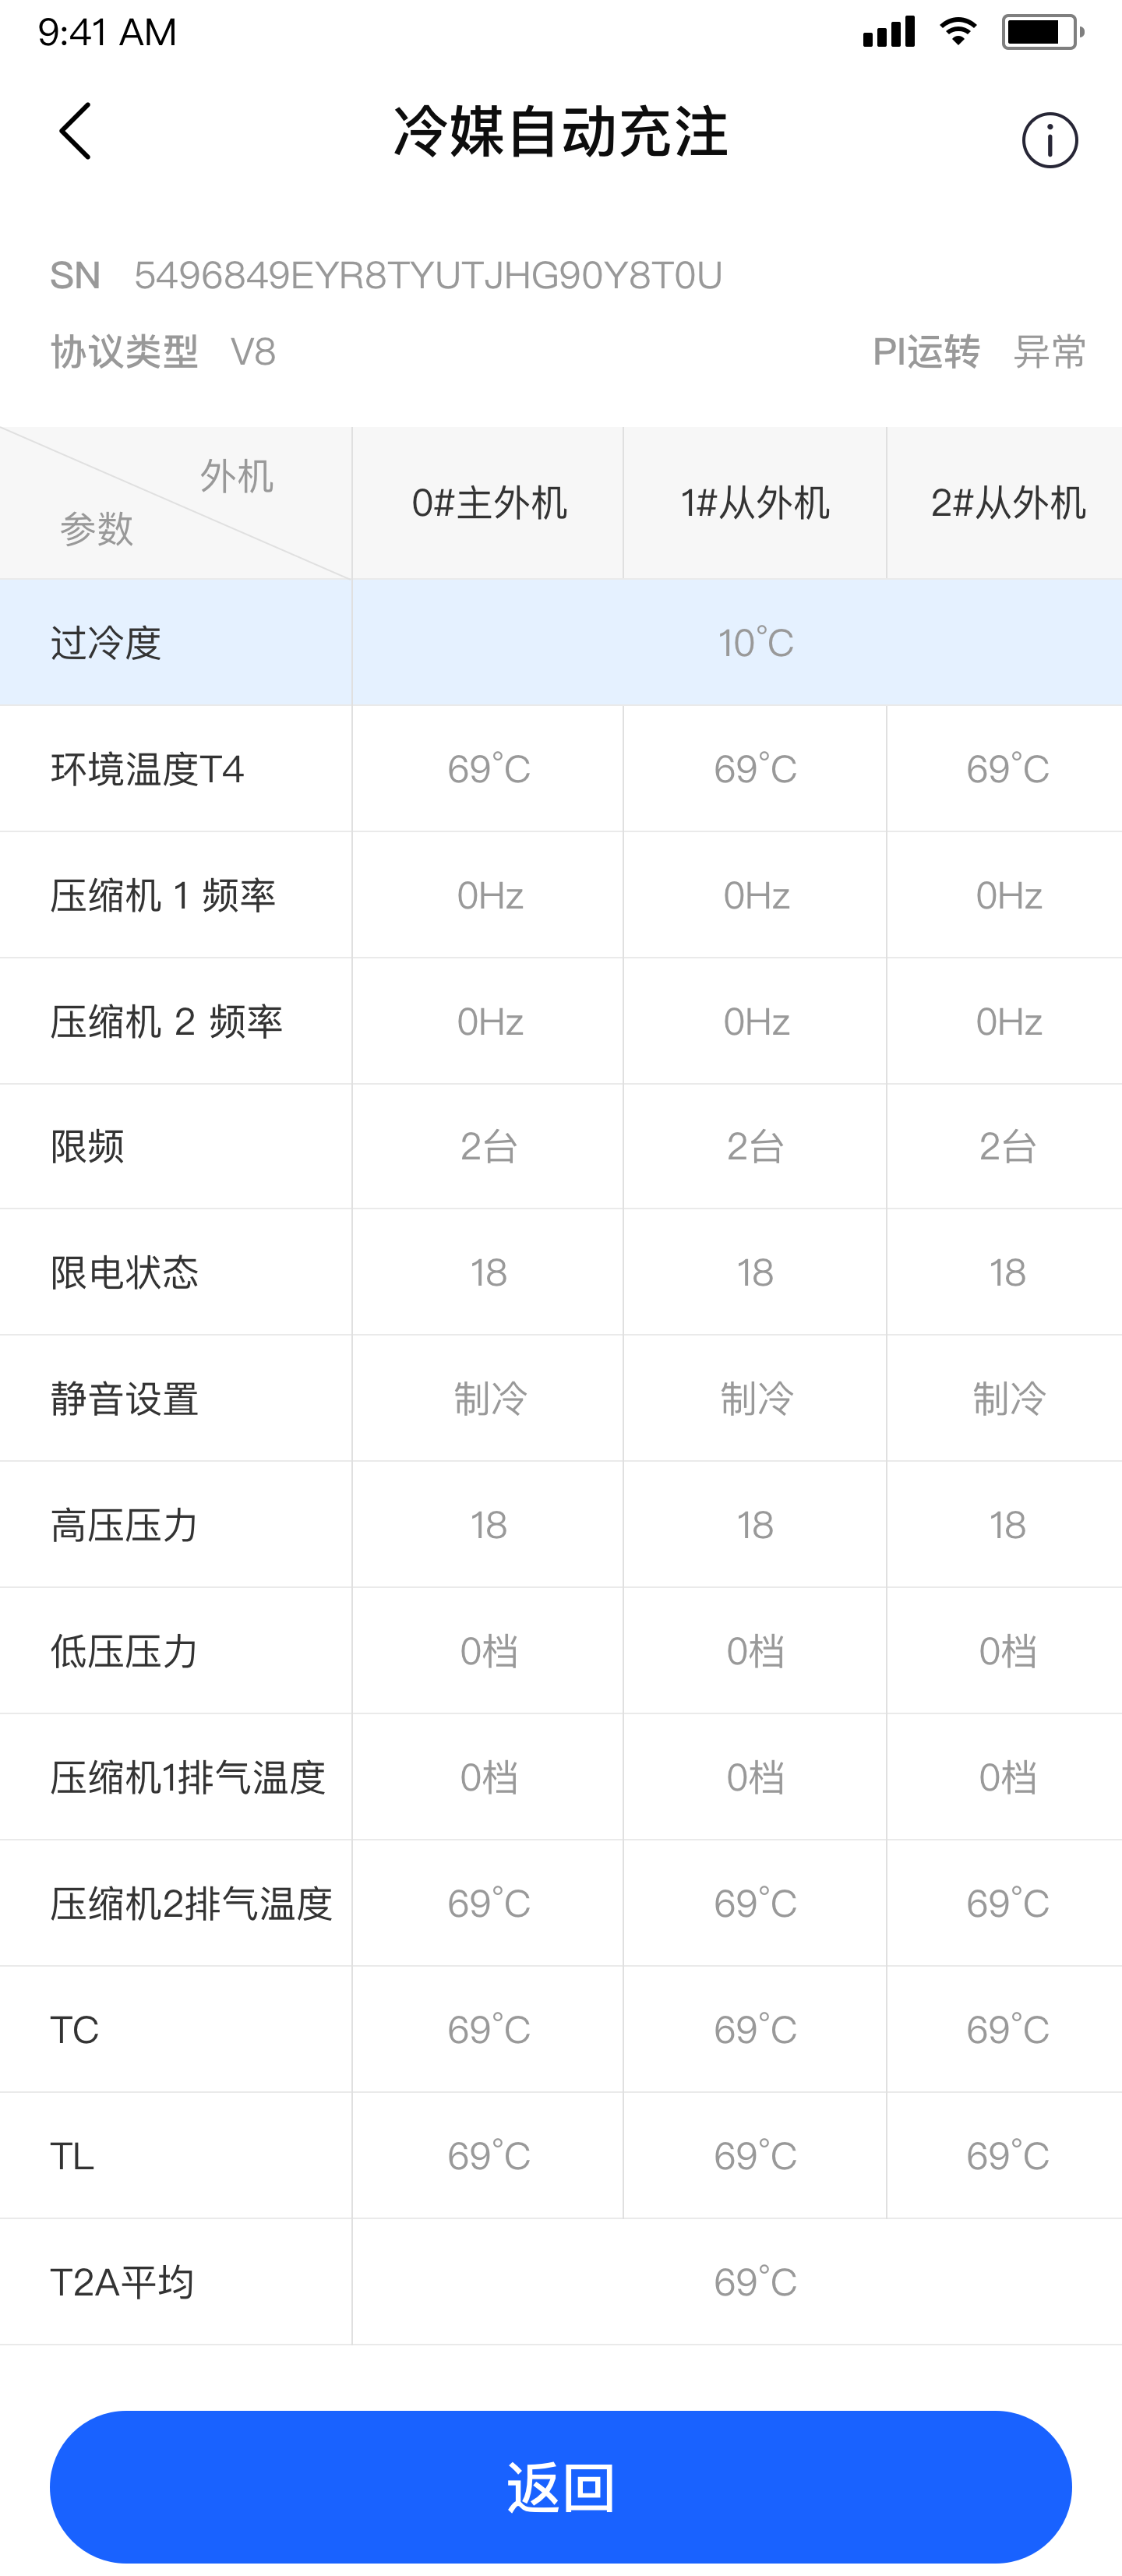 9:41 AM
冷媒自动充注
SN 5496849EYR8TYUTJHG90Y8T0U
协议类型 V8 PI运转 异常
外机
参数
0#主外机 1#从外机 2#从外机
过冷度 10°C
环境温度T4 69°C 69°C 69°C
压缩机 1 频率 0Hz 0Hz 0Hz
压缩机 2 频率 0Hz 0Hz 0Hz
限频 2台 2台 2台
限电状态 18 18 18
静音设置 制冷 制冷 制冷
高压压力 18 18 18
低压压力 0档 0档 0档
压缩机1排气温度 0档 0档 0档
压缩机2排气温度 69°C 69°C 69°C
TC 69°C 69°C 69°C
TL 69°C 69°C 69°C
T2A平均 69°C
返回